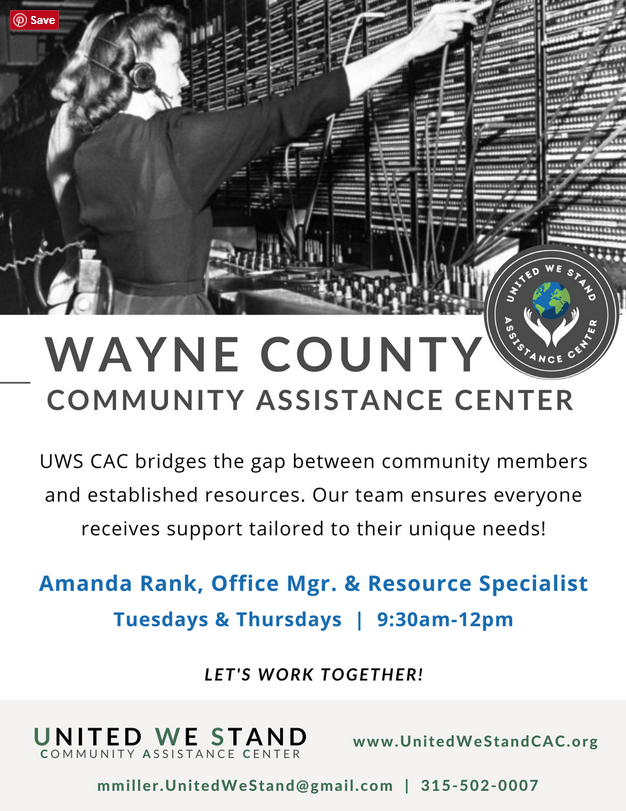 Save
UNITED WE STAND
ASSISTANCE CENTER
WAYNE COUNTY
COMMUNITY ASSISTANCE CENTER
UWS CAC bridges the gap between community members
and established resources. Our team ensures everyone
receives support tailored to their unique needs!
Amanda Rank, Office Mgr. & Resource Specialist
Tuesdays & Thursdays | 9:30am-12pm
LET'S WORK TOGETHER!
UNITED WE STAND
COMMUNITY ASSISTANCE CENTER
www.UnitedWeStandCAC.org
mmiller.UnitedWeStand@gmail.com | 315-502-0007